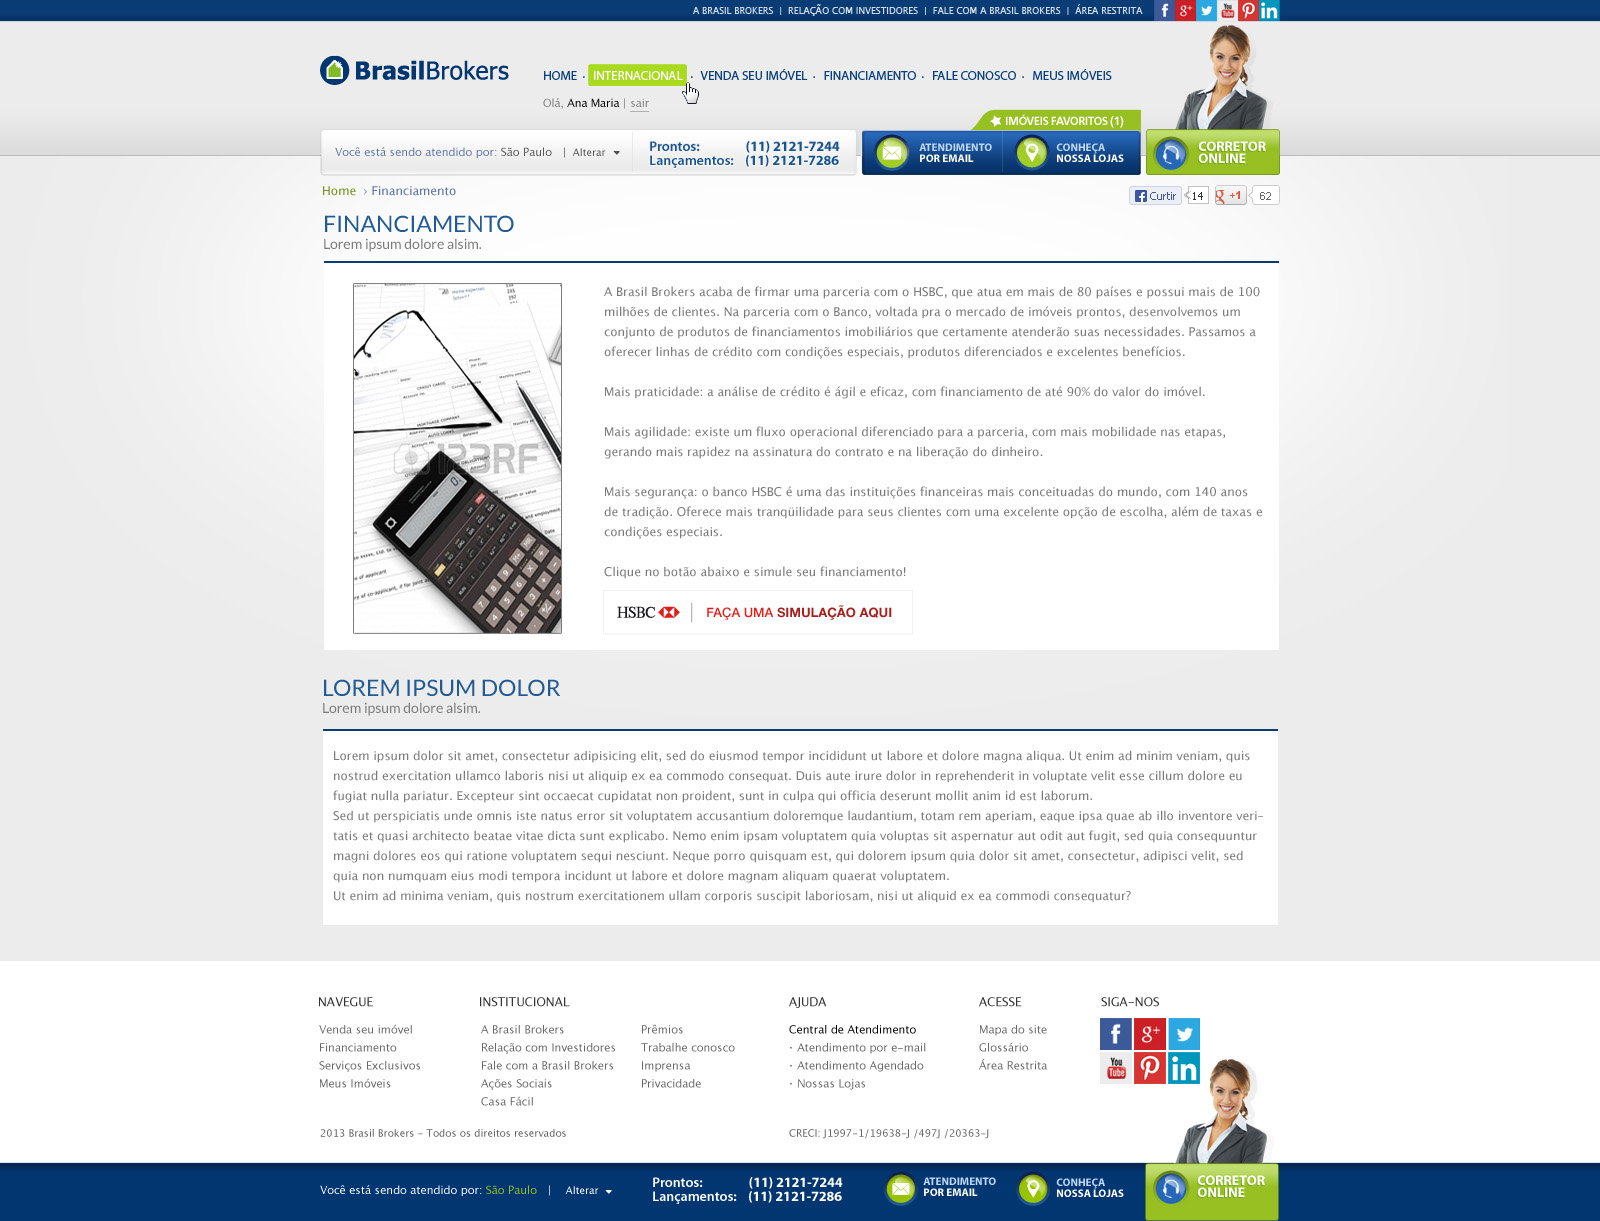 A BRASIL BROKERS | RELAÇÃO COM INVESTIDORES | FALE COM A BRASIL BROKERS | ÁREA RESTRITA
BrasilBrokers
HOME · INTERNACIONAL · VENDA SEU IMÓVEL · FINANCIAMENTO · FALE CONOSCO · MEUS IMÓVEIS
Olá, Ana Maria | sair
IMÓVEIS FAVORITOS (1)
Você está sendo atendido por: São Paulo | Alterar
Prontos: (11) 2121-7244
Lançamentos: (11) 2121-7286
ATENDIMENTO
POR EMAIL
CONHEÇA
NOSSA LOJAS
CORRETOR
ONLINE
Home › Financiamento
Curtir 14
+1 62
FINANCIAMENTO
Lorem ipsum dolore alsim.
A Brasil Brokers acaba de firmar uma parceria com o HSBC, que atua em mais de 80 países e possui mais de 100
milhões de clientes. Na parceria com o Banco, voltada pra o mercado de imóveis prontos, desenvolvemos um
conjunto de produtos de financiamentos imobiliários que certamente atenderão suas necessidades. Passamos a
oferecer linhas de crédito com condições especiais, produtos diferenciados e excelentes benefícios.
Mais praticidade: a análise de crédito é ágil e eficaz, com financiamento de até 90% do valor do imóvel.
Mais agilidade: existe um fluxo operacional diferenciado para a parceria, com mais mobilidade nas etapas,
gerando mais rapidez na assinatura do contrato e na liberação do dinheiro.
Mais segurança: o banco HSBC é uma das instituições financeiras mais conceituadas do mundo, com 140 anos
de tradição. Oferece mais tranqüilidade para seus clientes com uma excelente opção de escolha, além de taxas e
condições especiais.
Clique no botão abaixo e simule seu financiamento!
HSBC | FAÇA UMA SIMULAÇÃO AQUI
123RF
LOREM IPSUM DOLOR
Lorem ipsum dolore alsim.
Lorem ipsum dolor sit amet, consectetur adipisicing elit, sed do eiusmod tempor incididunt ut labore et dolore magna aliqua. Ut enim ad minim veniam, quis
nostrud exercitation ullamco laboris nisi ut aliquip ex ea commodo consequat. Duis aute irure dolor in reprehenderit in voluptate velit esse cillum dolore eu
fugiat nulla pariatur. Excepteur sint occaecat cupidatat non proident, sunt in culpa qui officia deserunt mollit anim id est laborum.
Sed ut perspiciatis unde omnis iste natus error sit voluptatem accusantium doloremque laudantium, totam rem aperiam, eaque ipsa quae ab illo inventore veri-
tatis et quasi architecto beatae vitae dicta sunt explicabo. Nemo enim ipsam voluptatem quia voluptas sit aspernatur aut odit aut fugit, sed quia consequuntur
magni dolores eos qui ratione voluptatem sequi nesciunt. Neque porro quisquam est, qui dolorem ipsum quia dolor sit amet, consectetur, adipisci velit, sed
quia non numquam eius modi tempora incidunt ut labore et dolore magnam aliquam quaerat voluptatem.
Ut enim ad minima veniam, quis nostrum exercitationem ullam corporis suscipit laboriosam, nisi ut aliquid ex ea commodi consequatur?
NAVEGUE
Venda seu imóvel
Financiamento
Serviços Exclusivos
Meus Imóveis
INSTITUCIONAL
A Brasil Brokers
Relação com Investidores
Fale com a Brasil Brokers
Ações Sociais
Casa Fácil
Prêmios
Trabalhe conosco
Imprensa
Privacidade
AJUDA
Central de Atendimento
· Atendimento por e-mail
· Atendimento Agendado
· Nossas Lojas
ACESSE
Mapa do site
Glossário
Área Restrita
SIGA-NOS
You Tube
2013 Brasil Brokers - Todos os direitos reservados
CRECI: J1997-1/19638-J /497J /20363-J
Você está sendo atendido por: São Paulo | Alterar
Prontos: (11) 2121-7244
Lançamentos: (11) 2121-7286
ATENDIMENTO
POR EMAIL
CONHEÇA
NOSSA LOJAS
CORRETOR
ONLINE